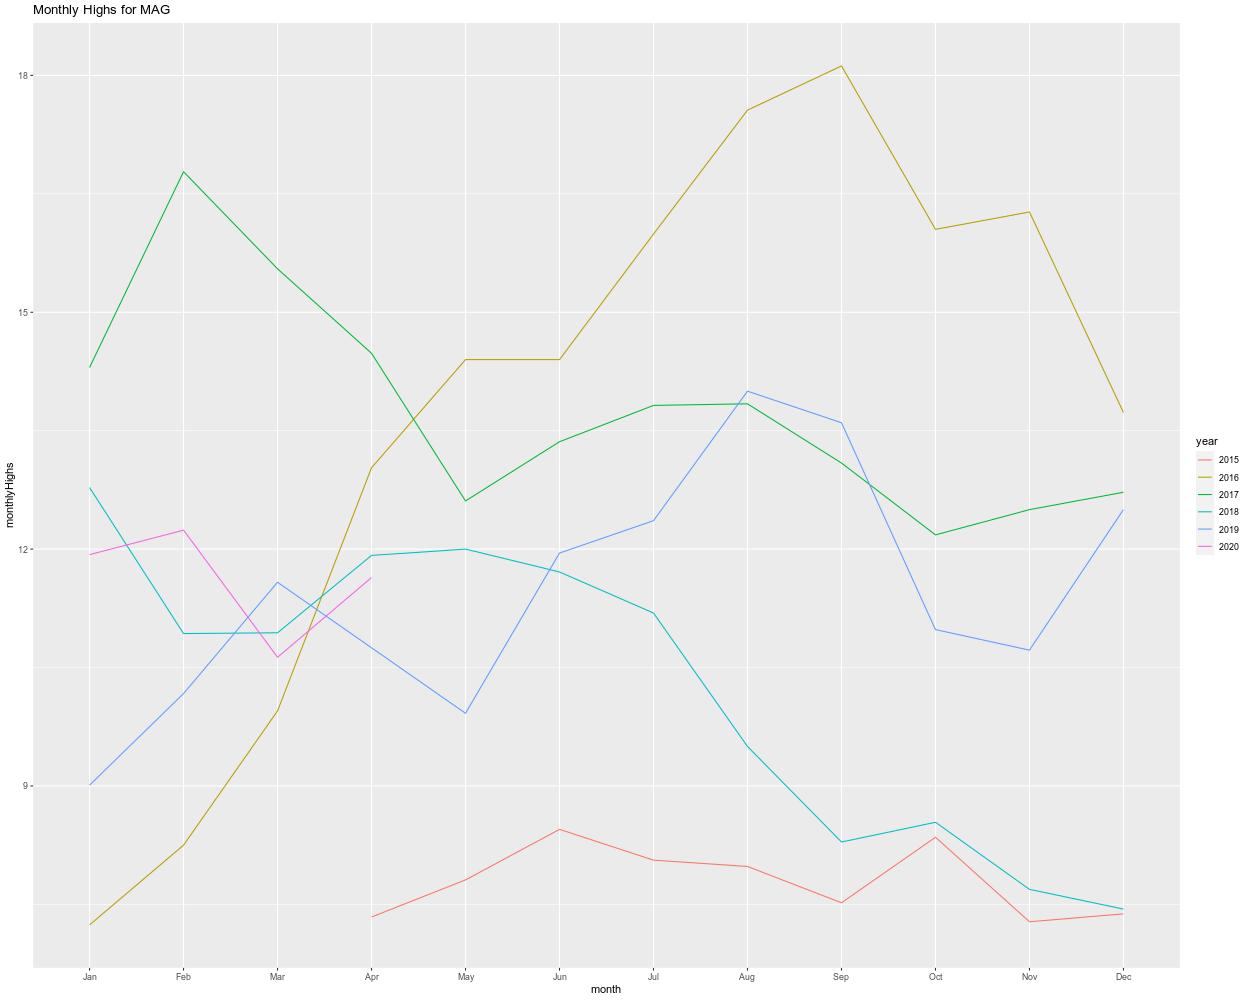 Monthly Highs for MAG
monthlyHighs
18
15
12
9
Jan Feb Mar Apr May Jun Jul Aug Sep Oct Nov Dec
month
year
2015
2016
2017
2018
2019
2020